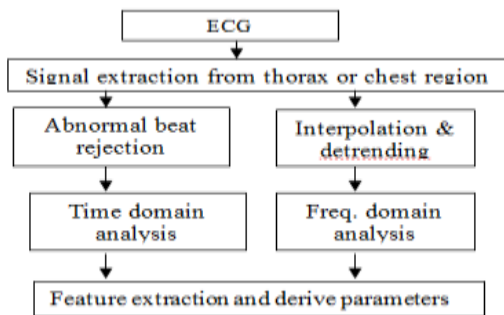 ECG
Signal extraction from thorax or chest region
Abnormal beat
rejection
Interpolation &
detrending
Time domain
analysis
Freq. domain
analysis
Feature extraction and derive parameters